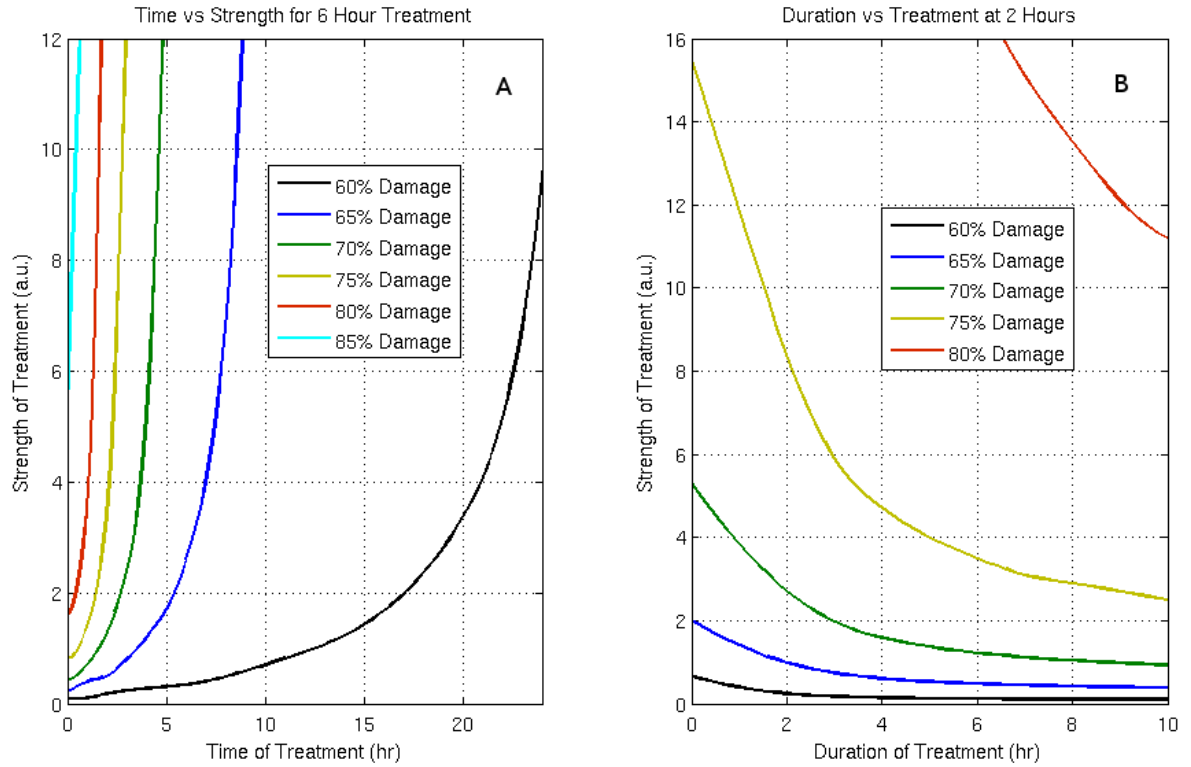 Time vs Strength for 6 Hour Treatment
A
12
10
8
6
4
2
0
Strength of Treatment (a.u.)
60% Damage
65% Damage
70% Damage
75% Damage
80% Damage
85% Damage
0
5
10
15
20
Time of Treatment (hr)
Duration vs Treatment at 2 Hours
B
16
14
12
10
8
6
4
2
0
Strength of Treatment (a.u.)
60% Damage
65% Damage
70% Damage
75% Damage
80% Damage
0
2
4
6
8
10
Duration of Treatment (hr)